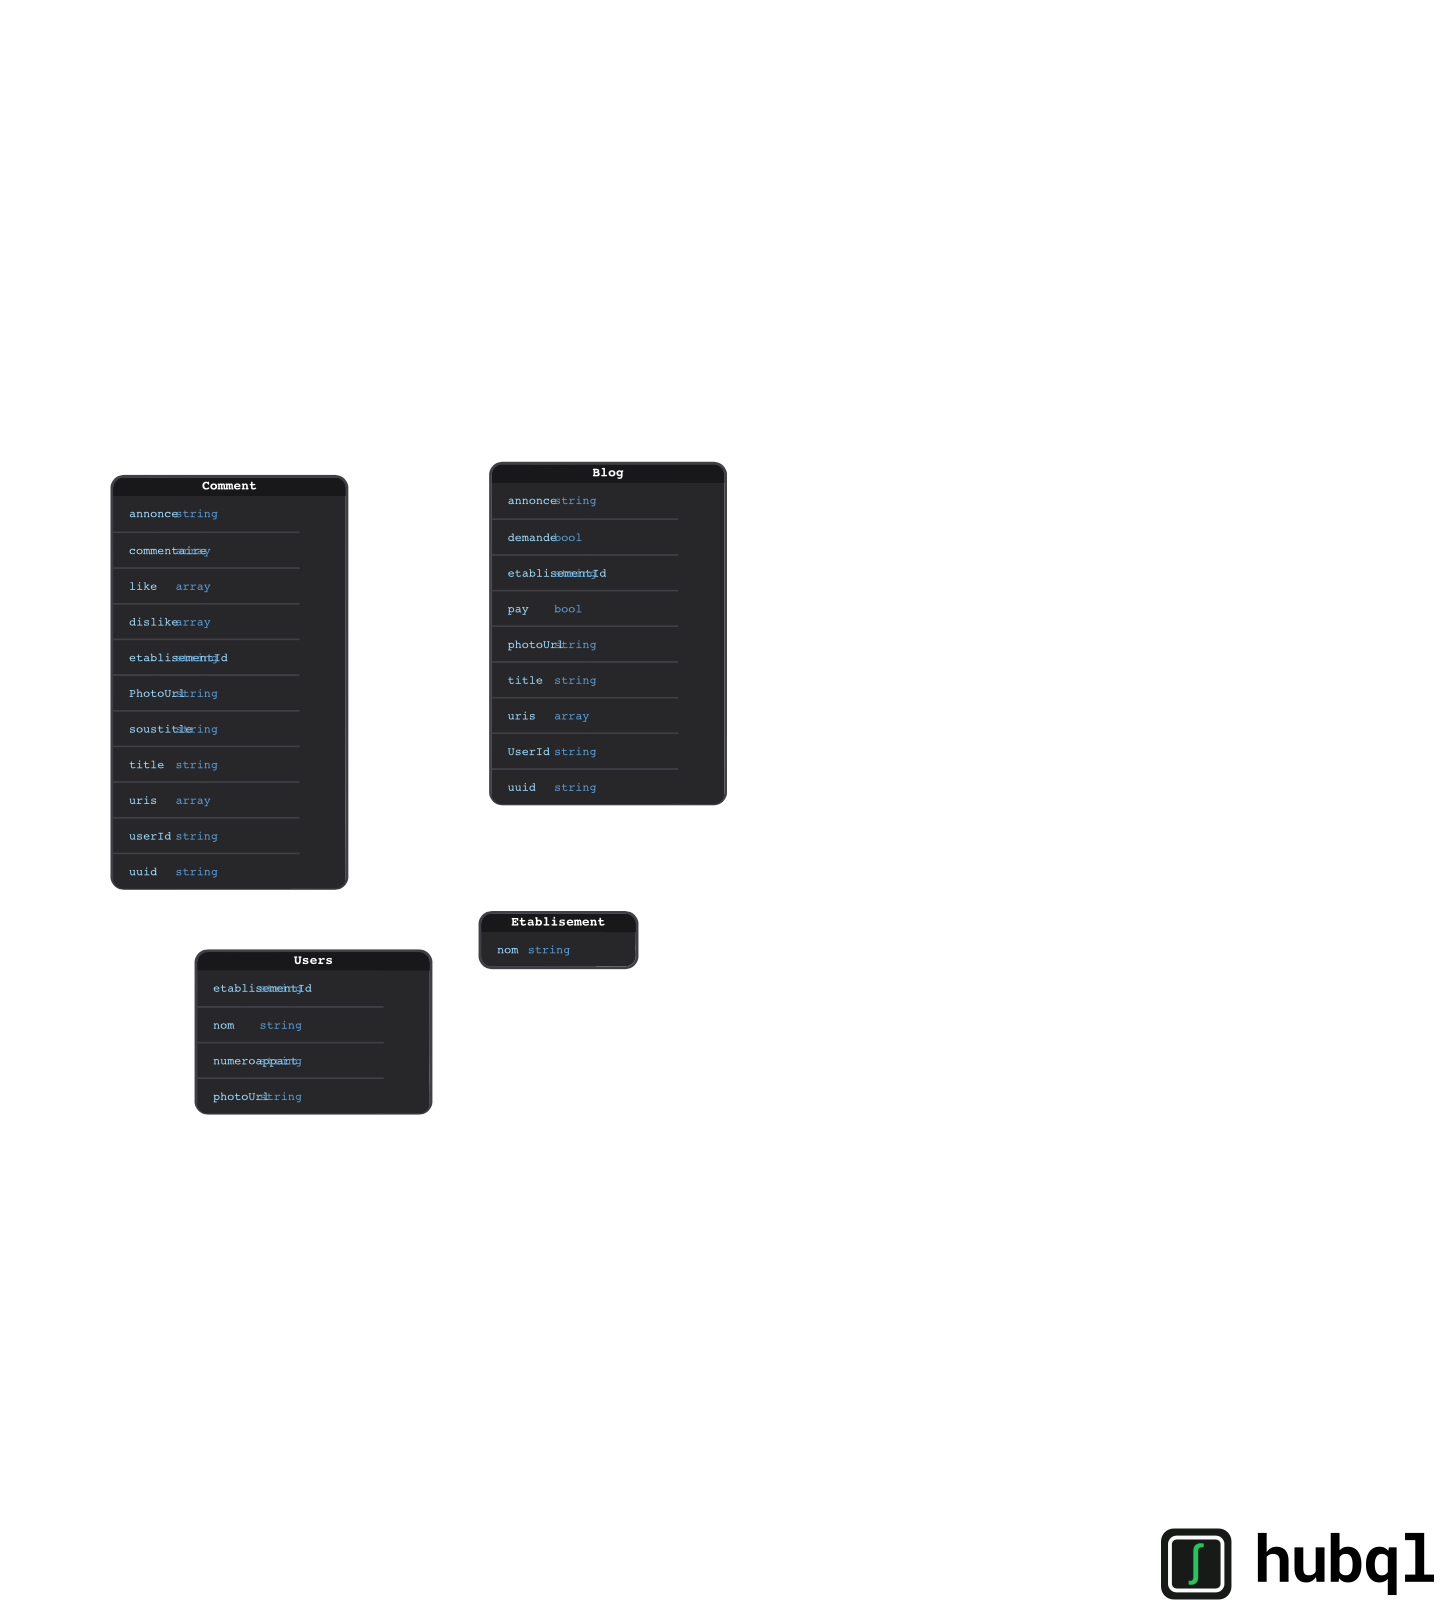 Comment
annonce string
commentaire array
like array
dislike array
etablisementId string
PhotoUrl string
soustitle string
title string
uris array
userId string
uuid string
Blog
annonce string
demande bool
etablisementId string
pay bool
photoUrl string
title string
uris array
UserId string
uuid string
Users
etablisementId string
nom string
numeroappart string
photoUrl string
Etablisement
nom string
hubql